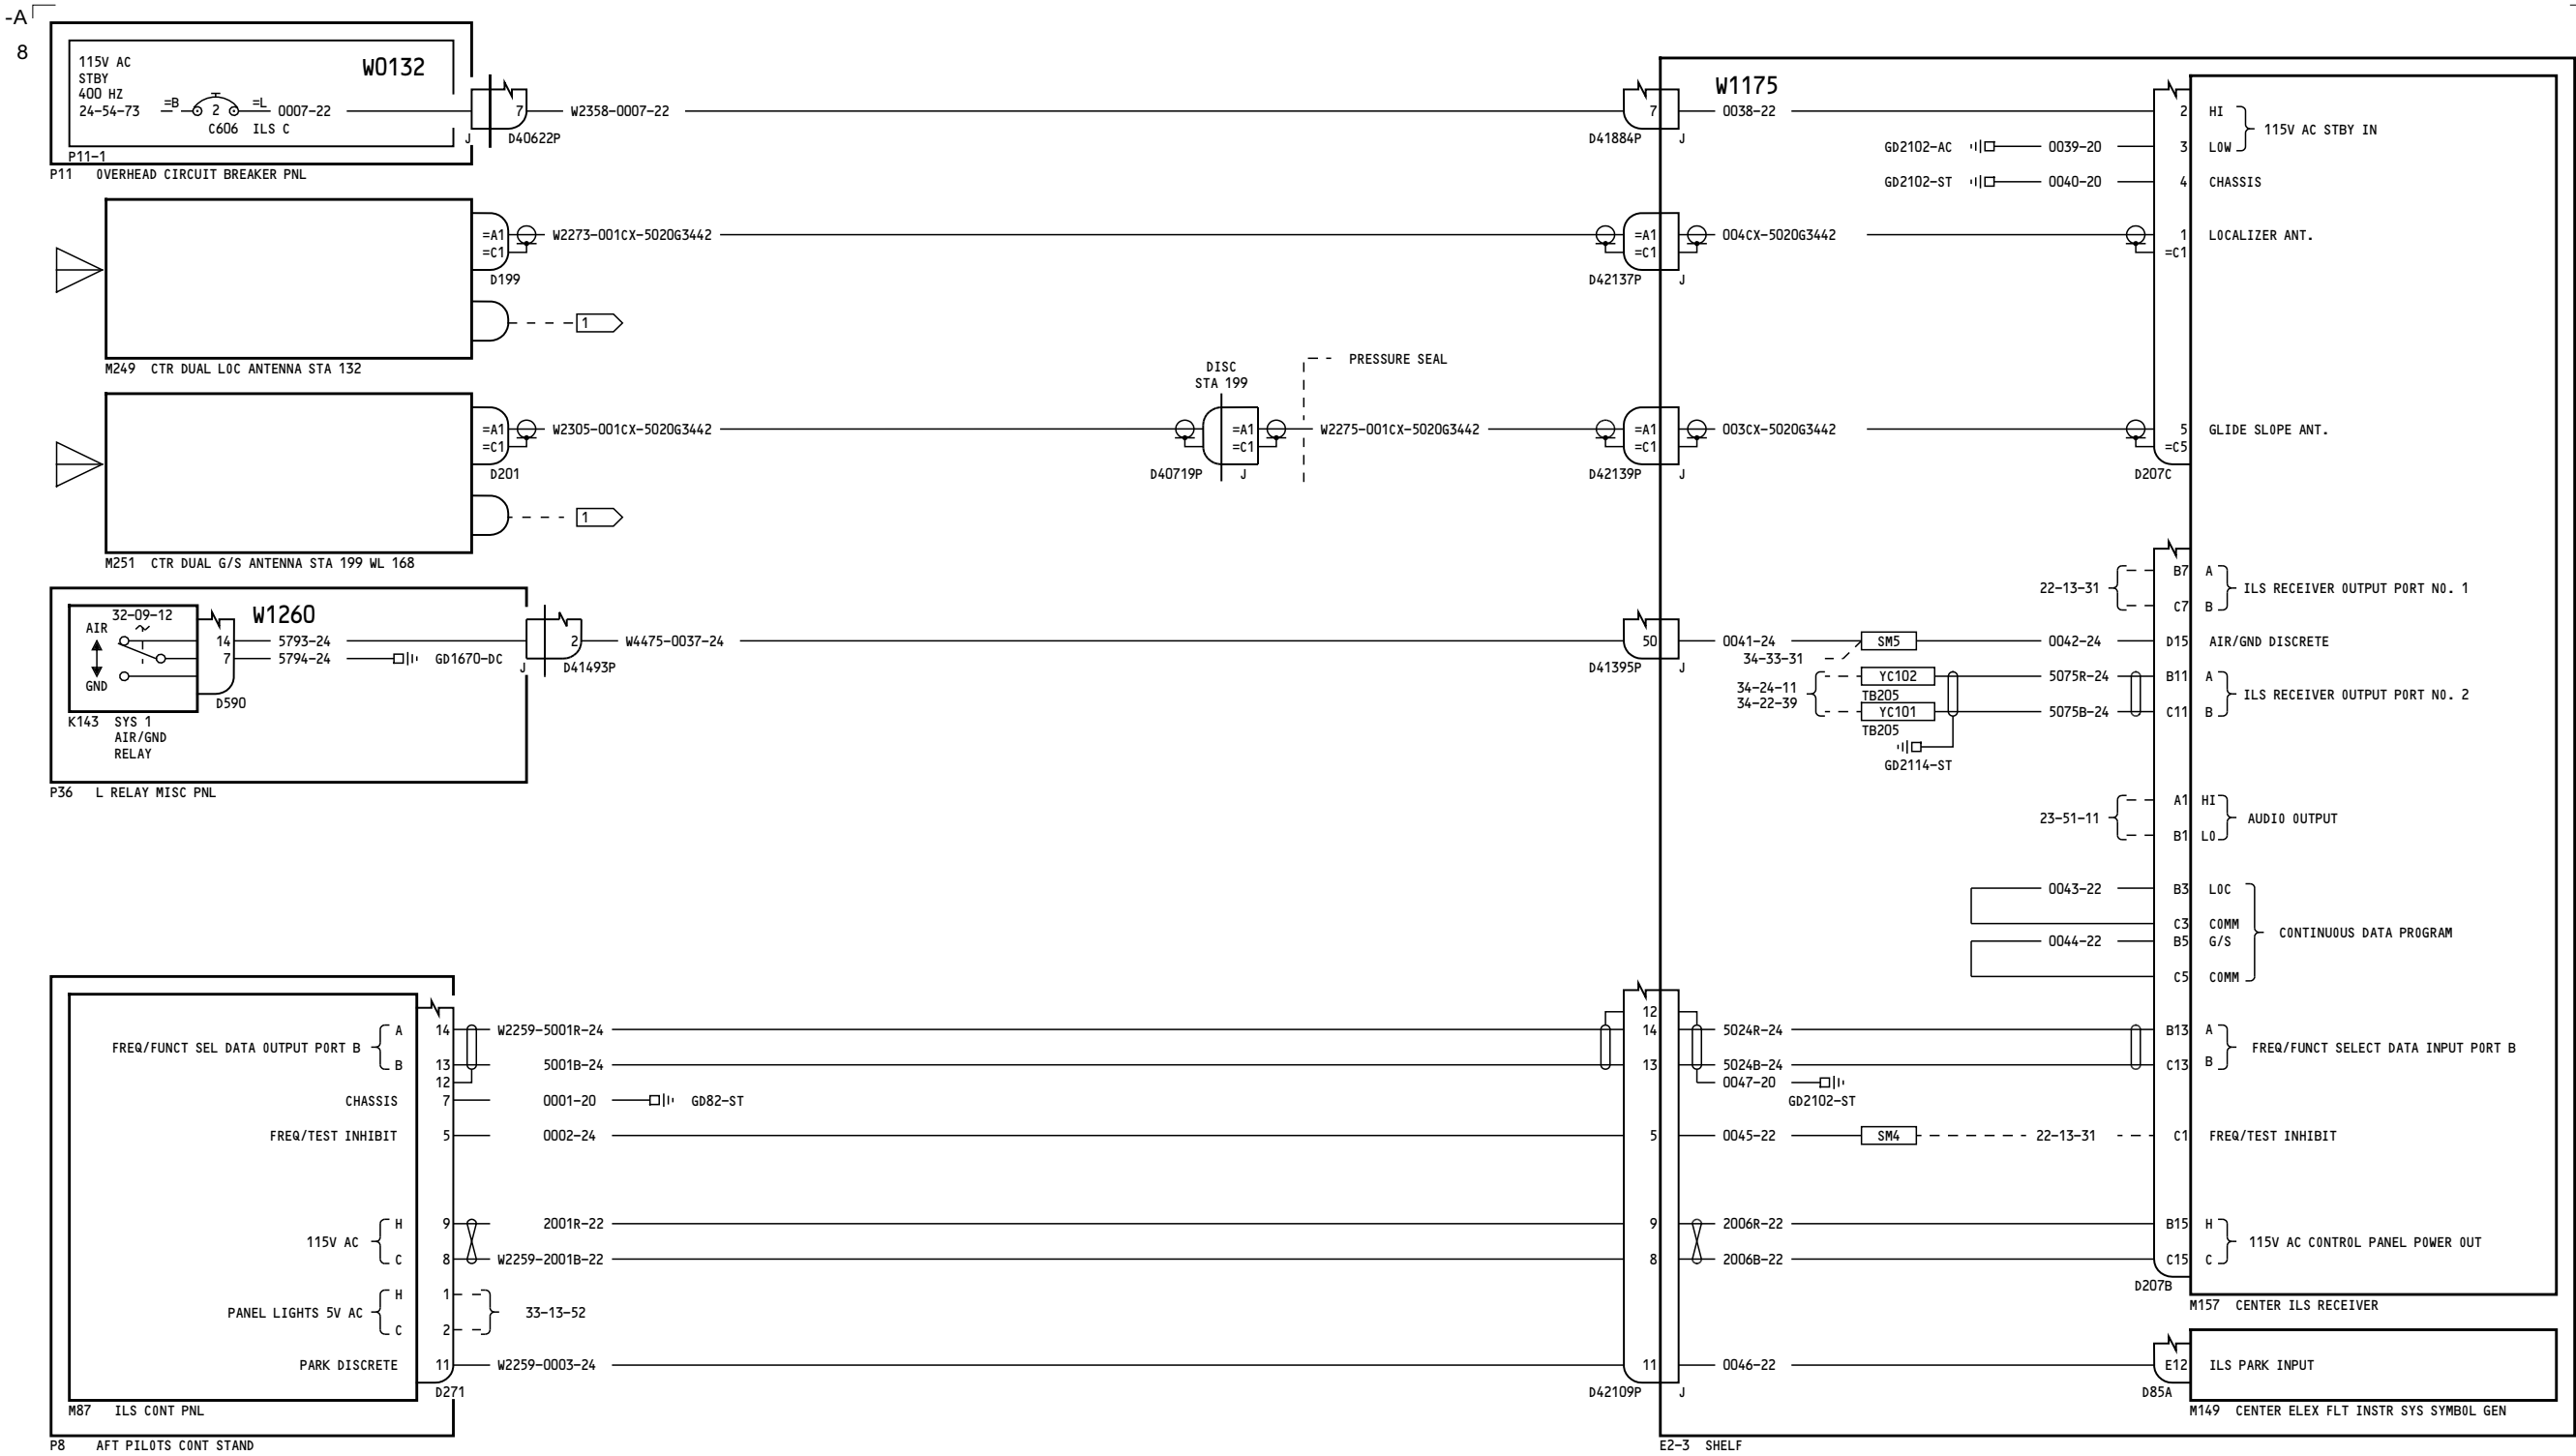 -A
8
115V AC
STBY
400 HZ
24-54-73
=B
2
=L
0007-22
C606 ILS C
W0132
P11-1
P11 OVERHEAD CIRCUIT BREAKER PNL
J
7
D40622P
W2358-0007-22
7
D41884P
J
W1175
0038-22
2 HI
115V AC STBY IN
GD2102-AC
0039-20
3 LOW
GD2102-ST
0040-20
4 CHASSIS
=A1
=C1
D199
W2273-001CX-5020G3442
=A1
=C1
D42137P
J
004CX-5020G3442
1 LOCALIZER ANT.
=C1
1
M249 CTR DUAL LOC ANTENNA STA 132
DISC
STA 199
PRESSURE SEAL
=A1
=C1
D201
W2305-001CX-5020G3442
=A1
=C1
D40719P
J
W2275-001CX-5020G3442
=A1
=C1
D42139P
J
003CX-5020G3442
5 GLIDE SLOPE ANT.
=C5
D207C
1
M251 CTR DUAL G/S ANTENNA STA 199 WL 168
32-09-12
AIR
GND
W1260
14
7
5793-24
5794-24
GD1670-DC
D590
K143 SYS 1
AIR/GND
RELAY
P36 L RELAY MISC PNL
J
2
D41493P
W4475-0037-24
50
D41395P
J
22-13-31
B7 A
C7 B
ILS RECEIVER OUTPUT PORT NO. 1
0041-24
SM5
0042-24
D15 AIR/GND DISCRETE
34-33-31
34-24-11
34-22-39
YC102
TB205
YC101
TB205
5075R-24
5075B-24
B11 A
C11 B
ILS RECEIVER OUTPUT PORT NO. 2
GD2114-ST
23-51-11
A1 HI
B1 LO
AUDIO OUTPUT
0043-22
B3 LOC
C3 COMM
0044-22
B5 G/S
C5 COMM
CONTINUOUS DATA PROGRAM
FREQ/FUNCT SEL DATA OUTPUT PORT B
A 14
B 13
12
W2259-5001R-24
5001B-24
12
14
13
5024R-24
5024B-24
0047-20
GD2102-ST
B13 A
C13 B
FREQ/FUNCT SELECT DATA INPUT PORT B
CHASSIS 7
0001-20
GD82-ST
FREQ/TEST INHIBIT 5
0002-24
5
0045-22
SM4
22-13-31
C1 FREQ/TEST INHIBIT
115V AC
H 9
C 8
2001R-22
W2259-2001B-22
9
8
2006R-22
2006B-22
B15 H
C15 C
115V AC CONTROL PANEL POWER OUT
D207B
M157 CENTER ILS RECEIVER
PANEL LIGHTS 5V AC
H 1
C 2
33-13-52
PARK DISCRETE 11
W2259-0003-24
11
0046-22
E12 ILS PARK INPUT
D271
D42109P
J
D85A
M87 ILS CONT PNL
M149 CENTER ELEX FLT INSTR SYS SYMBOL GEN
P8 AFT PILOTS CONT STAND
E2-3 SHELF